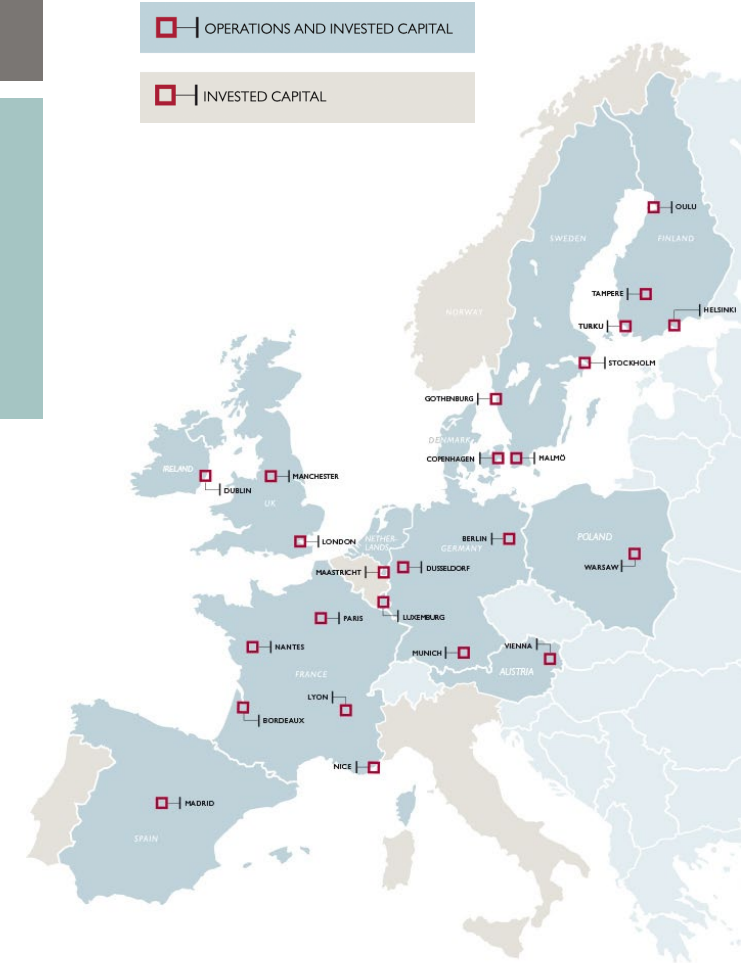 OPERATIONS AND INVESTED CAPITAL
INVESTED CAPITAL
OULU
SWEDEN
FINLAND
TAMPERE
HELSINKI
NORWAY
TURKU
STOCKHOLM
GOTHENBURG
DENMARK
COPENHAGEN
MALMÖ
IRELAND
MANCHESTER
DUBLIN
UK
LONDON
NETHER-
LANDS
BERLIN
GERMANY
POLAND
WARSAW
MAASTRICHT
DUSSELDORF
LUXEMBURG
PARIS
NANTES
MUNICH
VIENNA
AUSTRIA
FRANCE
LYON
BORDEAUX
NICE
MADRID
SPAIN